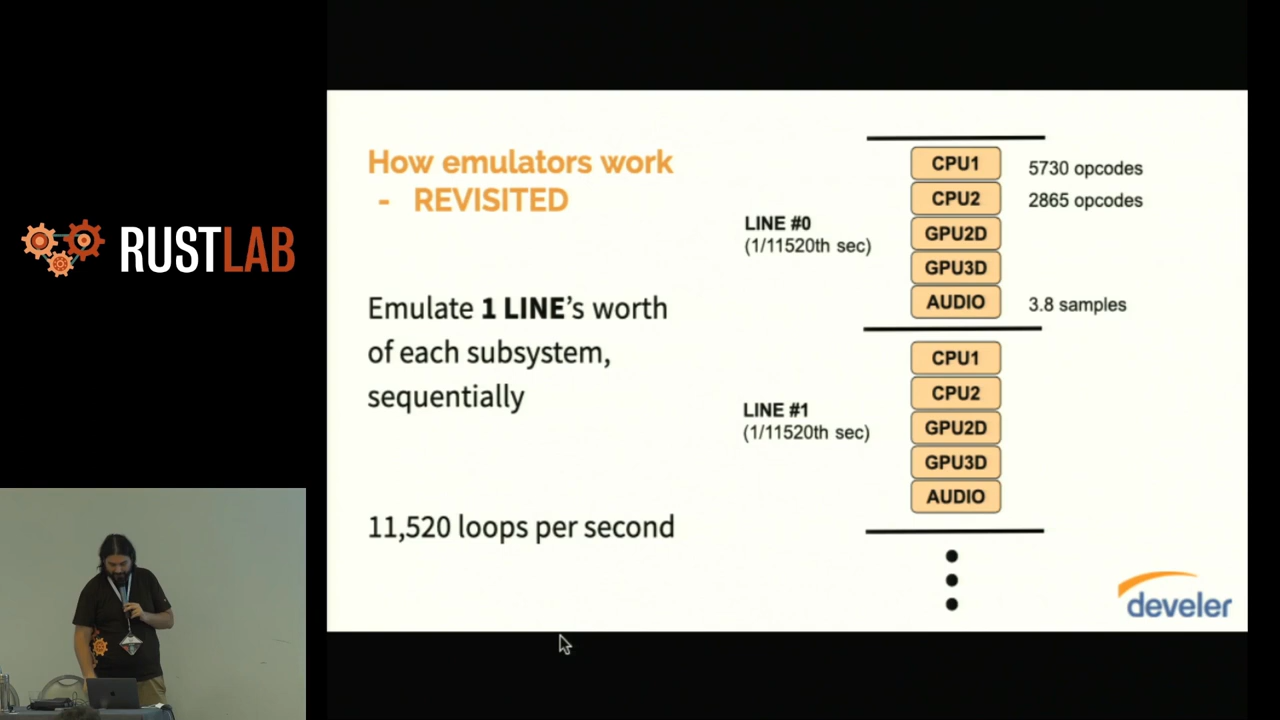 RUSTLAB
How emulators work
- REVISITED
Emulate 1 LINE's worth
of each subsystem,
sequentially
11,520 loops per second
LINE #0
(1/11520th sec)
CPU1
5730 opcodes
CPU2
2865 opcodes
GPU2D
GPU3D
AUDIO
3.8 samples
LINE #1
(1/11520th sec)
CPU1
CPU2
GPU2D
GPU3D
AUDIO
develer